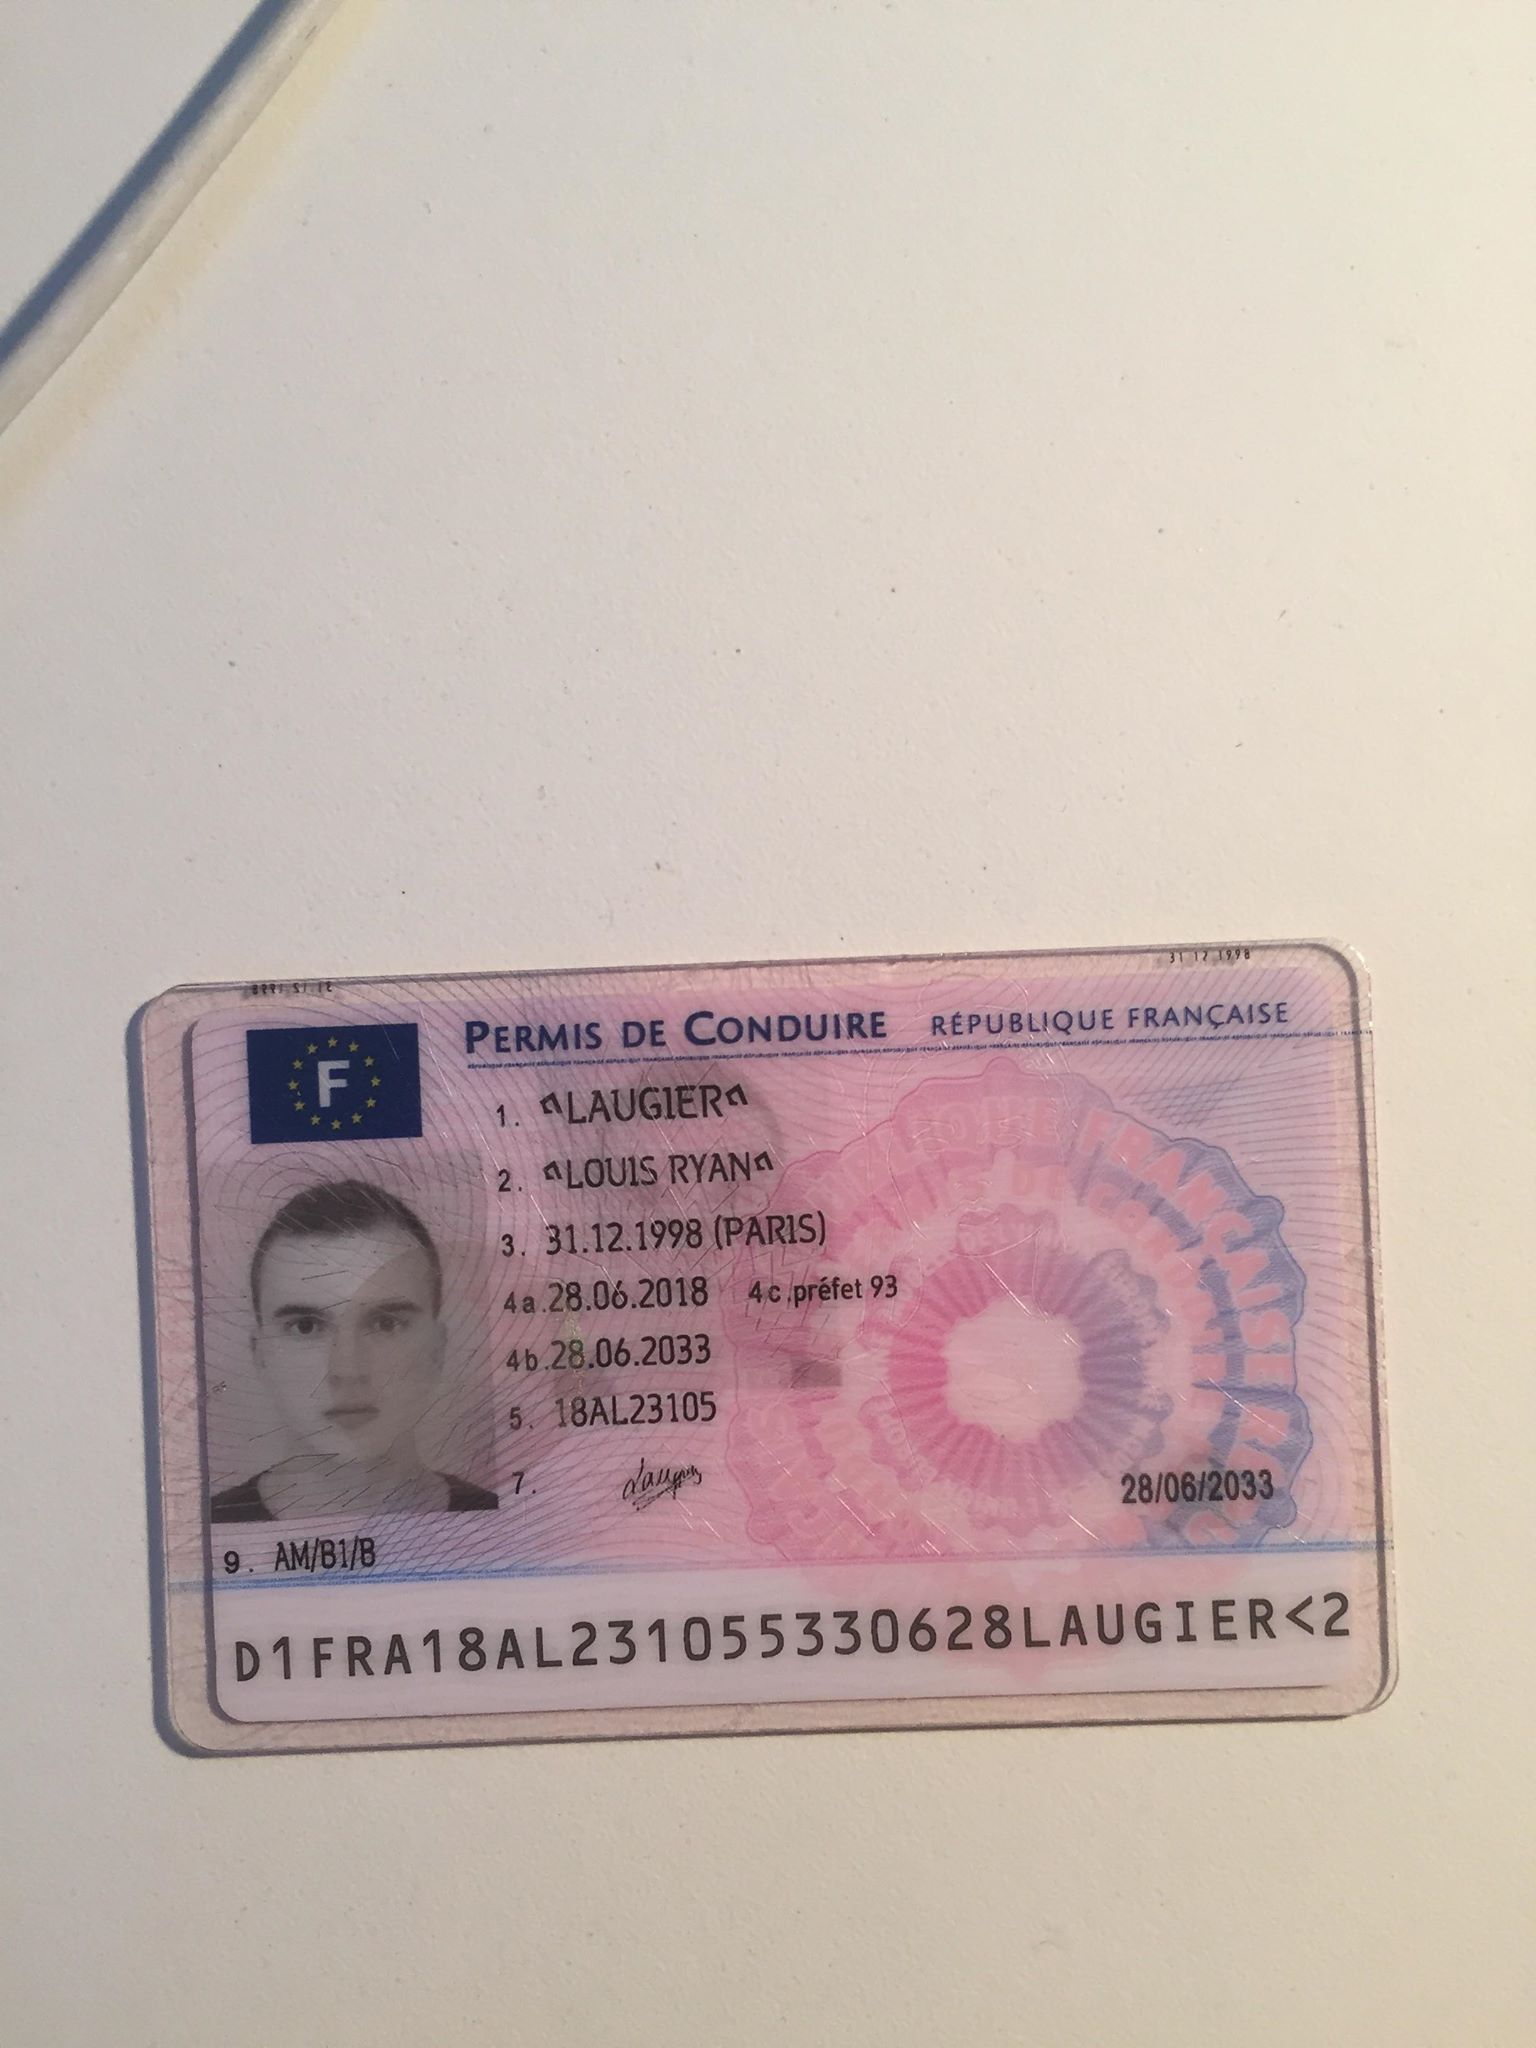 31 12 1998
F
PERMIS DE CONDUIRE RÉPUBLIQUE FRANÇAISE
1. LAUGIER
2. LOUIS RYAN
3. 31.12.1998 (PARIS)
4a. 28.06.2018 4c. préfet 93
4b. 28.06.2033
5. 18AL23105
7. Laugier
28/06/2033
9. AM/B1/B
D1FRA18AL231055330628LAUGIER<2